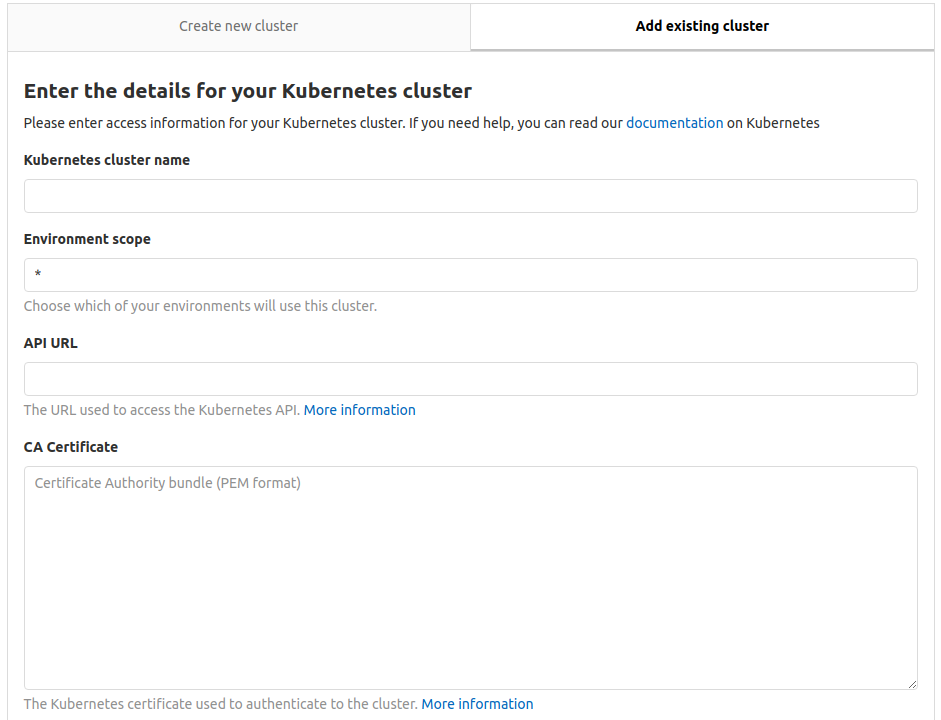 Create new cluster
Add existing cluster
Enter the details for your Kubernetes cluster
Please enter access information for your Kubernetes cluster. If you need help, you can read our documentation on Kubernetes
Kubernetes cluster name
Environment scope
*
Choose which of your environments will use this cluster.
API URL
The URL used to access the Kubernetes API. More information
CA Certificate
Certificate Authority bundle (PEM format)
The Kubernetes certificate used to authenticate to the cluster. More information